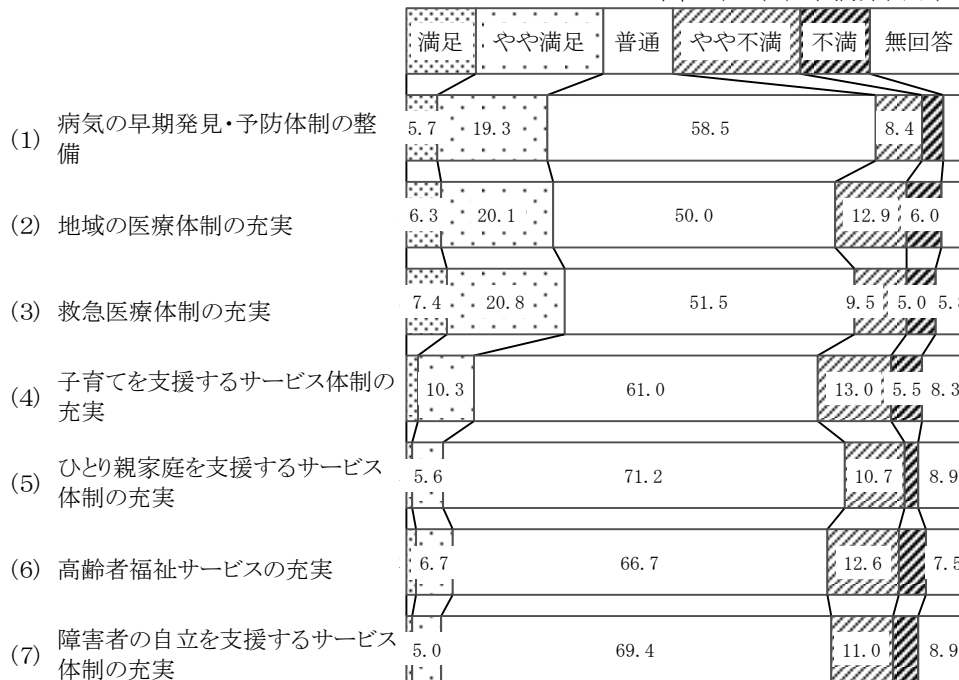 満足 やや満足 普通 やや不満 不満 無回答
(1) 病気の早期発見・予防体制の整
備
5.7 19.3 58.5 8.4
(2) 地域の医療体制の充実
6.3 20.1 50.0 12.9 6.0
(3) 救急医療体制の充実
7.4 20.8 51.5 9.5 5.0
(4) 子育てを支援するサービス体制の
充実
10.3 61.0 13.0 5.5 8.3
(5) ひとり親家庭を支援するサービス
体制の充実
5.6 71.2 10.7 8.9
(6) 高齢者福祉サービスの充実
6.7 66.7 12.6 7.5
(7) 障害者の自立を支援するサービス
体制の充実
5.0 69.4 11.0 8.9